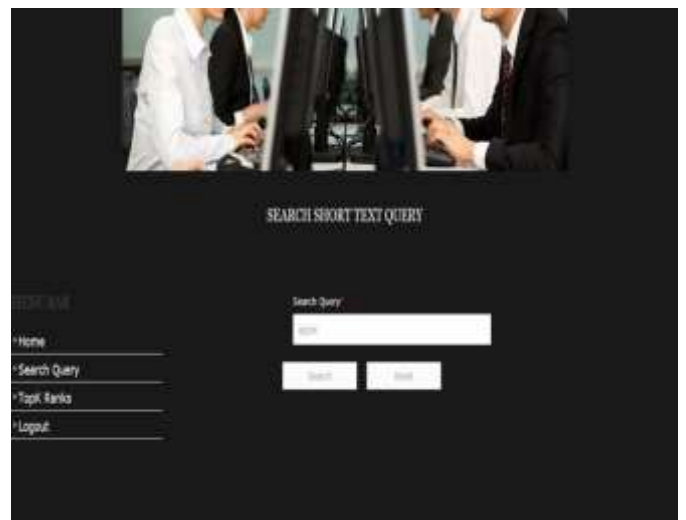 SEARCH SHORT TEXT QUERY
Search Query
Home
Search Query
TopK Ranks
Logout